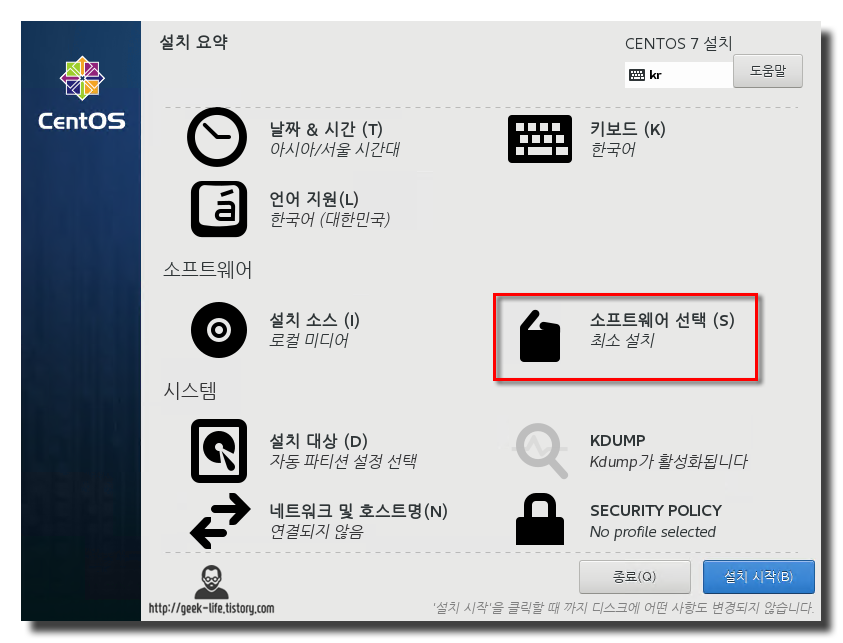 설치 요약
CENTOS 7 설치
kr
도움말
CentOS
날짜 & 시간 (T)
아시아/서울 시간대
키보드 (K)
한국어
언어 지원(L)
한국어 (대한민국)
소프트웨어
설치 소스 (I)
로컬 미디어
소프트웨어 선택 (S)
최소 설치
시스템
설치 대상 (D)
자동 파티션 설정 선택
KDUMP
Kdump가 활성화됩니다
네트워크 및 호스트명(N)
연결되지 않음
SECURITY POLICY
No profile selected
종료(Q)
설치 시작(B)
http://geek-life.tistory.com
'설치 시작'을 클릭할 때 까지 디스크에 어떤 사항도 변경되지 않습니다.